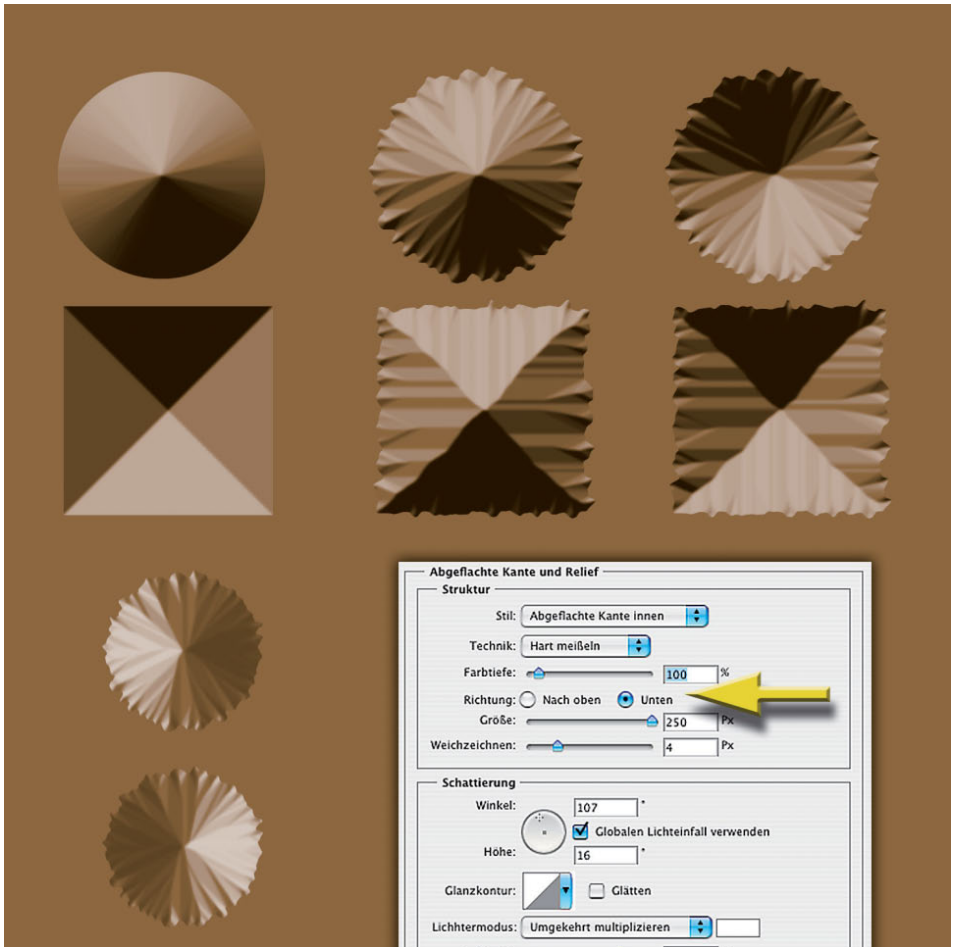 Abgeflachte Kante und Relief
Struktur
Stil: Abgeflachte Kante innen
Technik: Hart meißeln
Farbtiefe: 100 %
Richtung: Nach oben Unten
Größe: 250 Px
Weichzeichnen: 4 Px
Schattierung
Winkel: 107 °
Globalen Lichteinfall verwenden
Höhe: 16 °
Glanzkontur: Glätten
Lichtermodus: Umgekehrt multiplizieren